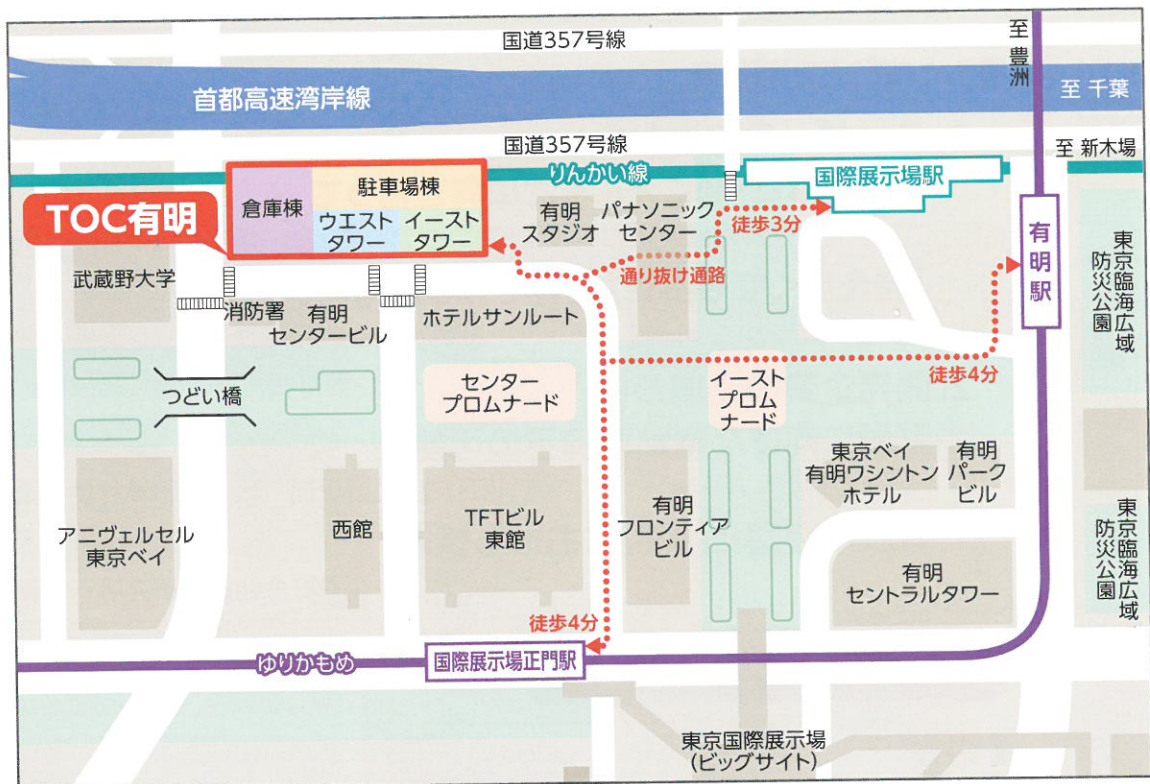 国道357号線
至 豊洲
首都高速湾岸線
至 千葉
国道357号線
至 新木場
りんかい線
国際展示場駅
TOC有明
倉庫棟
駐車場棟
ウエスト
タワー
イースト
タワー
有明
スタジオ
パナソニック
センター
徒歩3分
通り抜け通路
有明駅
東京臨海広域
防災公園
武蔵野大学
消防署
有明
センタービル
ホテルサンルート
徒歩4分
つどい橋
センター
プロムナード
イースト
プロム
ナード
アニヴェルセル
東京ベイ
西館
TFTビル
東館
有明
フロンティア
ビル
東京ベイ
有明ワシントン
ホテル
有明
パーク
ビル
東京臨海広域
防災公園
有明
セントラルタワー
徒歩4分
ゆりかもめ
国際展示場正門駅
東京国際展示場
(ビッグサイト)